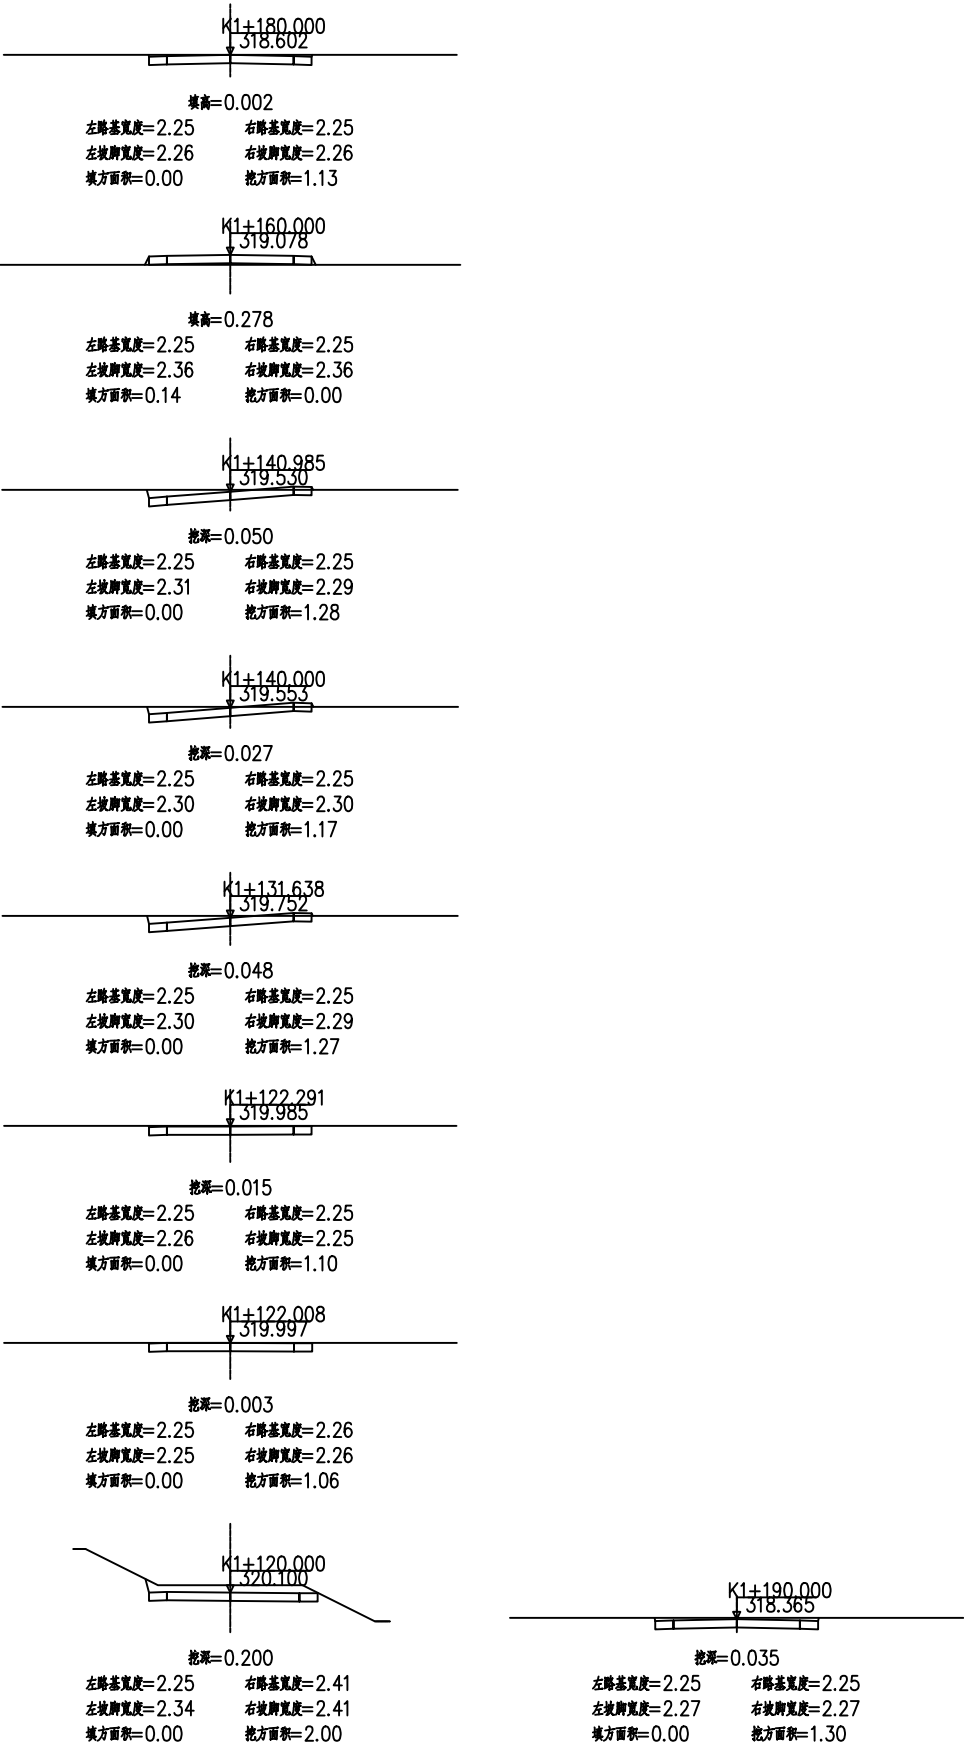 K1+180.000
318.602
填高=0.002
左路基宽度=2.25 右路基宽度=2.25
左坡脚宽度=2.26 右坡脚宽度=2.26
填方面积=0.00 挖方面积=1.13
K1+160.000
319.078
填高=0.278
左路基宽度=2.25 右路基宽度=2.25
左坡脚宽度=2.36 右坡脚宽度=2.36
填方面积=0.14 挖方面积=0.00
K1+140.985
319.530
挖深=0.050
左路基宽度=2.25 右路基宽度=2.25
左坡脚宽度=2.31 右坡脚宽度=2.29
填方面积=0.00 挖方面积=1.28
K1+140.000
319.553
挖深=0.027
左路基宽度=2.25 右路基宽度=2.25
左坡脚宽度=2.30 右坡脚宽度=2.30
填方面积=0.00 挖方面积=1.17
K1+131.638
319.752
挖深=0.048
左路基宽度=2.25 右路基宽度=2.25
左坡脚宽度=2.30 右坡脚宽度=2.29
填方面积=0.00 挖方面积=1.27
K1+122.291
319.985
挖深=0.015
左路基宽度=2.25 右路基宽度=2.25
左坡脚宽度=2.26 右坡脚宽度=2.25
填方面积=0.00 挖方面积=1.10
K1+122.008
319.997
挖深=0.003
左路基宽度=2.25 右路基宽度=2.26
左坡脚宽度=2.25 右坡脚宽度=2.26
填方面积=0.00 挖方面积=1.06
K1+120.000
320.100
挖深=0.200
左路基宽度=2.25 右路基宽度=2.41
左坡脚宽度=2.34 右坡脚宽度=2.41
填方面积=0.00 挖方面积=2.00
K1+190.000
318.365
挖深=0.035
左路基宽度=2.25 右路基宽度=2.25
左坡脚宽度=2.27 右坡脚宽度=2.27
填方面积=0.00 挖方面积=1.30